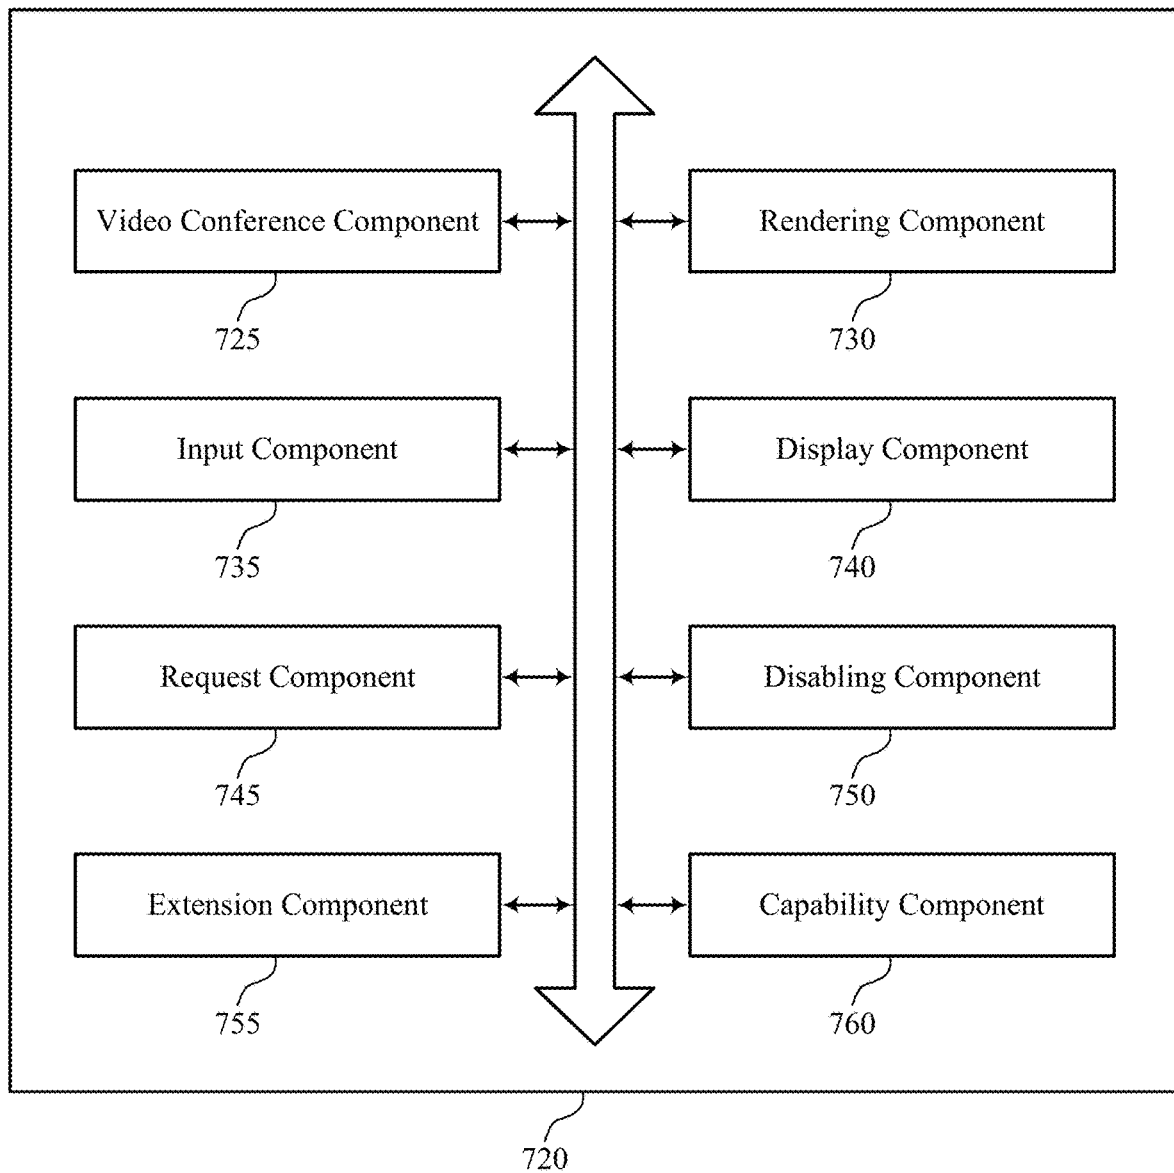 Video Conference Component
Rendering Component
725
730
Input Component
Display Component
735
740
Request Component
Disabling Component
745
750
Extension Component
Capability Component
755
760
720